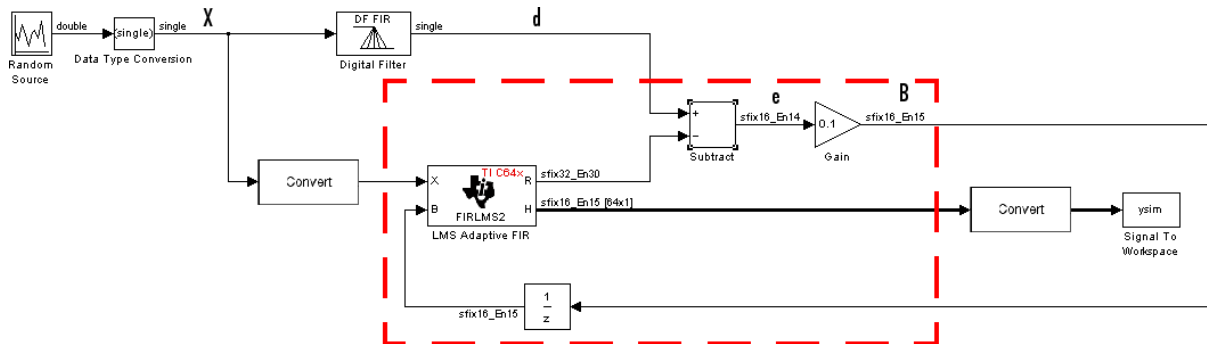 X
d
double
(single)
single
DF FIR
single
Random
Source
Data Type Conversion
Digital Filter
e
B
+
−
sfix16_En14
0.1
sfix16_En15
Subtract
Gain
Convert
X
TI C64x
R
sfix32_En30
B
FIRLMS2
H
sfix16_En15 [64x1]
LMS Adaptive FIR
Convert
ysim
Signal To
Workspace
sfix16_En15
1
z